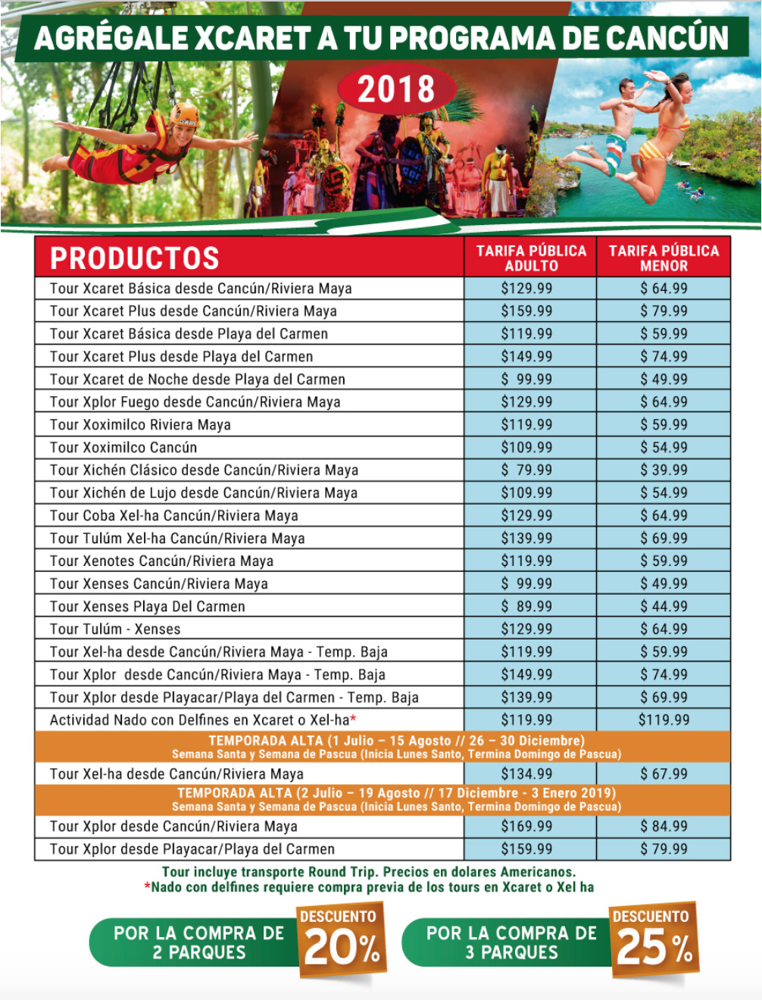 AGRÉGALE XCARET A TU PROGRAMA DE CANCÚN
2018
PRODUCTOS
TARIFA PÚBLICA
ADULTO
TARIFA PÚBLICA
MENOR
Tour Xcaret Básica desde Cancún/Riviera Maya $129.99 $ 64.99
Tour Xcaret Plus desde Cancún/Riviera Maya $159.99 $ 79.99
Tour Xcaret Básica desde Playa del Carmen $119.99 $ 59.99
Tour Xcaret Plus desde Playa del Carmen $149.99 $ 74.99
Tour Xcaret de Noche desde Playa del Carmen $ 99.99 $ 49.99
Tour Xplor Fuego desde Cancún/Riviera Maya $129.99 $ 64.99
Tour Xoximilco Riviera Maya $119.99 $ 59.99
Tour Xoximilco Cancún $109.99 $ 54.99
Tour Xichén Clásico desde Cancún/Riviera Maya $ 79.99 $ 39.99
Tour Xichén de Lujo desde Cancún/Riviera Maya $109.99 $ 54.99
Tour Coba Xel-ha Cancún/Riviera Maya $129.99 $ 64.99
Tour Tulúm Xel-ha Cancún/Riviera Maya $139.99 $ 69.99
Tour Xenotes Cancún/Riviera Maya $119.99 $ 59.99
Tour Xenses Cancún/Riviera Maya $ 99.99 $ 49.99
Tour Xenses Playa Del Carmen $ 89.99 $ 44.99
Tour Tulúm - Xenses $129.99 $ 64.99
Tour Xel-ha desde Cancún/Riviera Maya - Temp. Baja $119.99 $ 59.99
Tour Xplor desde Cancún/Riviera Maya - Temp. Baja $149.99 $ 74.99
Tour Xplor desde Playacar/Playa del Carmen - Temp. Baja $139.99 $ 69.99
Actividad Nado con Delfines en Xcaret o Xel-ha* $119.99 $119.99
TEMPORADA ALTA (1 Julio – 15 Agosto // 26 – 30 Diciembre)
Semana Santa y Semana de Pascua (Inicia Lunes Santo, Termina Domingo de Pascua)
Tour Xel-ha desde Cancún/Riviera Maya $134.99 $ 67.99
TEMPORADA ALTA (2 Julio – 19 Agosto // 17 Diciembre - 3 Enero 2019)
Semana Santa y Semana de Pascua (Inicia Lunes Santo, Termina Domingo de Pascua)
Tour Xplor desde Cancún/Riviera Maya $169.99 $ 84.99
Tour Xplor desde Playacar/Playa del Carmen $159.99 $ 79.99
Tour incluye transporte Round Trip. Precios en dolares Americanos.
*Nado con delfines requiere compra previa de los tours en Xcaret o Xel ha
POR LA COMPRA DE
2 PARQUES
DESCUENTO
20%
POR LA COMPRA DE
3 PARQUES
DESCUENTO
25%